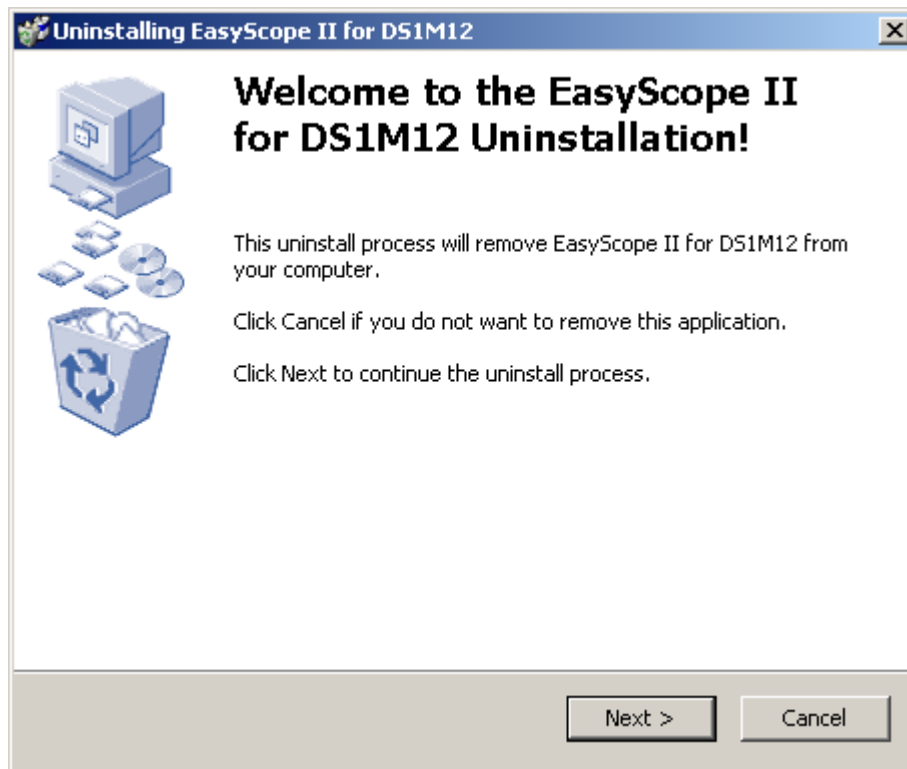 Uninstalling EasyScope II for DS1M12
Welcome to the EasyScope II
for DS1M12 Uninstallation!
This uninstall process will remove EasyScope II for DS1M12 from
your computer.
Click Cancel if you do not want to remove this application.
Click Next to continue the uninstall process.
Next >
Cancel